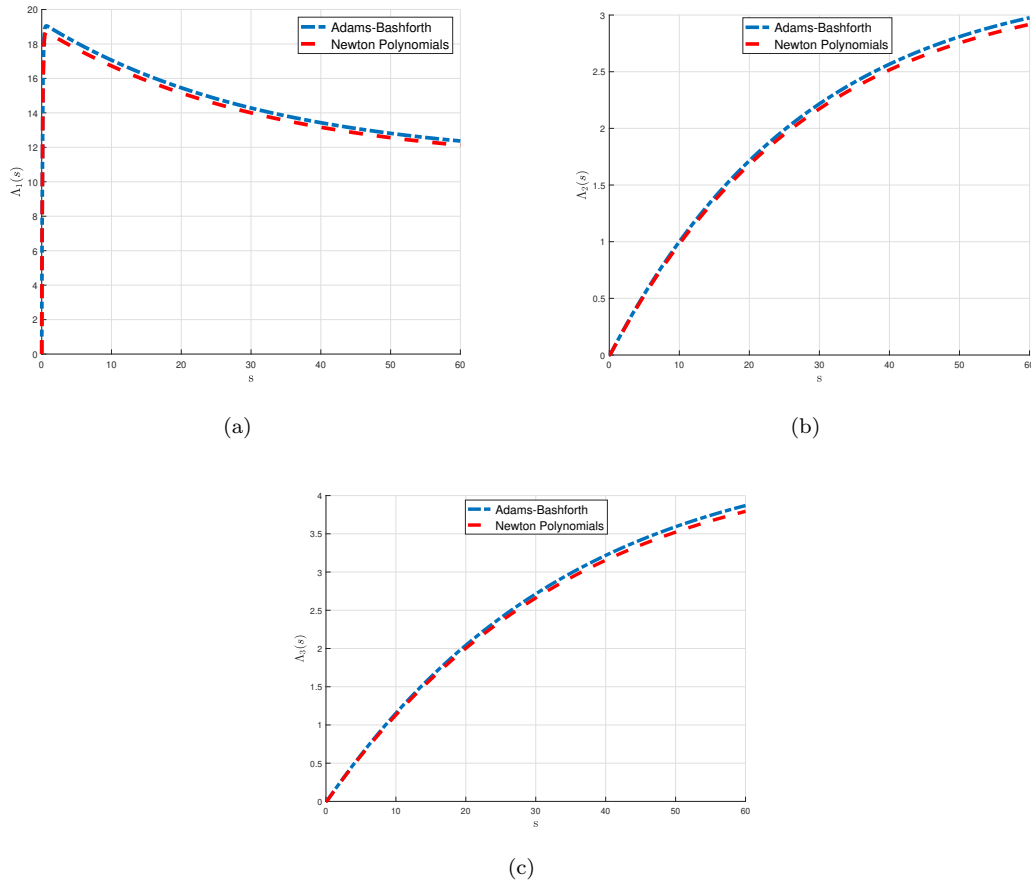 20
18
16
14
12
10
8
6
4
2
0
Λ₁(s)
Adams-Bashforth
Newton Polynomials
0 10 20 30 40 50 60
s
(a)
3
2.5
2
1.5
1
0.5
0
Λ₂(s)
Adams-Bashforth
Newton Polynomials
0 10 20 30 40 50 60
s
(b)
4
3.5
3
2.5
2
1.5
1
0.5
0
Λ₃(s)
Adams-Bashforth
Newton Polynomials
0 10 20 30 40 50 60
s
(c)